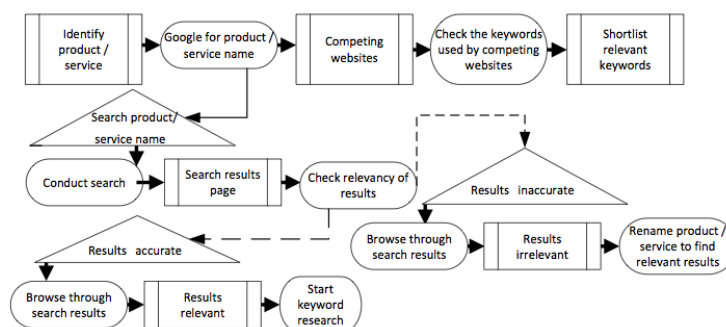 Identify
product /
service
Google for product /
service name
Competing
websites
Check the keywords
used by competing
websites
Shortlist
relevant
keywords
Search product/
service name
Conduct search
Search results
page
Check relevancy of
results
Results inaccurate
Browse through
search results
Results
irrelevant
Rename product /
service to find
relevant results
Results accurate
Browse through
search results
Results
relevant
Start
keyword
research